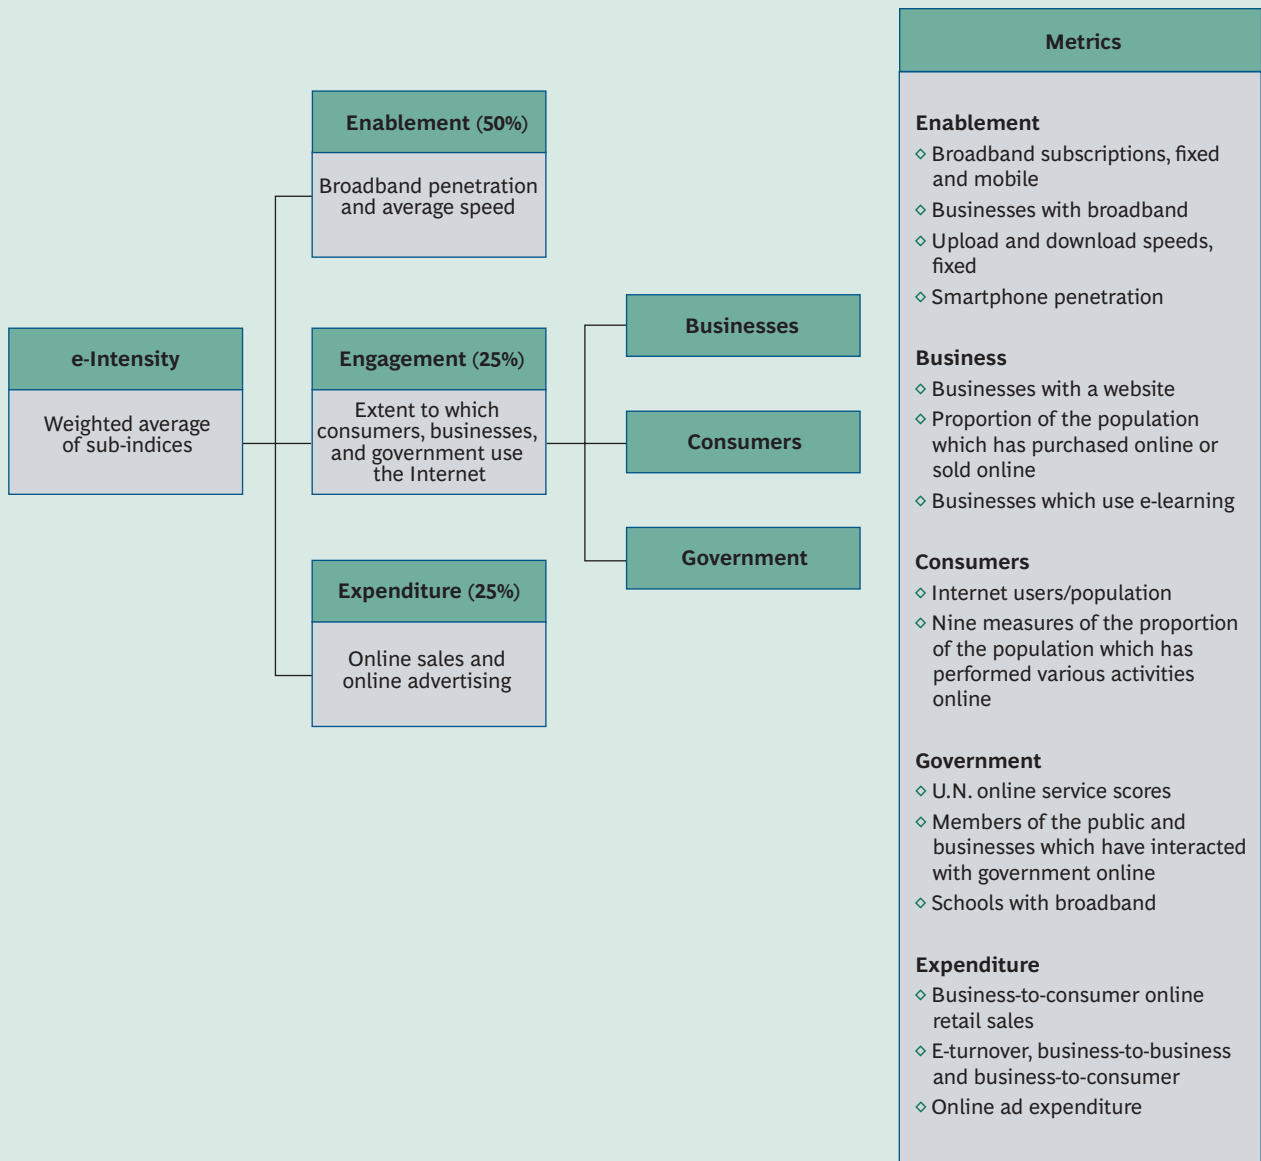 e-Intensity
Weighted average
of sub-indices
Enablement (50%)
Broadband penetration
and average speed
Engagement (25%)
Extent to which
consumers, businesses,
and government use
the Internet
Expenditure (25%)
Online sales and
online advertising
Businesses
Consumers
Government
Metrics
Enablement
◇ Broadband subscriptions, fixed
and mobile
◇ Businesses with broadband
◇ Upload and download speeds,
fixed
◇ Smartphone penetration
Business
◇ Businesses with a website
◇ Proportion of the population
which has purchased online or
sold online
◇ Businesses which use e-learning
Consumers
◇ Internet users/population
◇ Nine measures of the proportion
of the population which has
performed various activities
online
Government
◇ U.N. online service scores
◇ Members of the public and
businesses which have interacted
with government online
◇ Schools with broadband
Expenditure
◇ Business-to-consumer online
retail sales
◇ E-turnover, business-to-business
and business-to-consumer
◇ Online ad expenditure